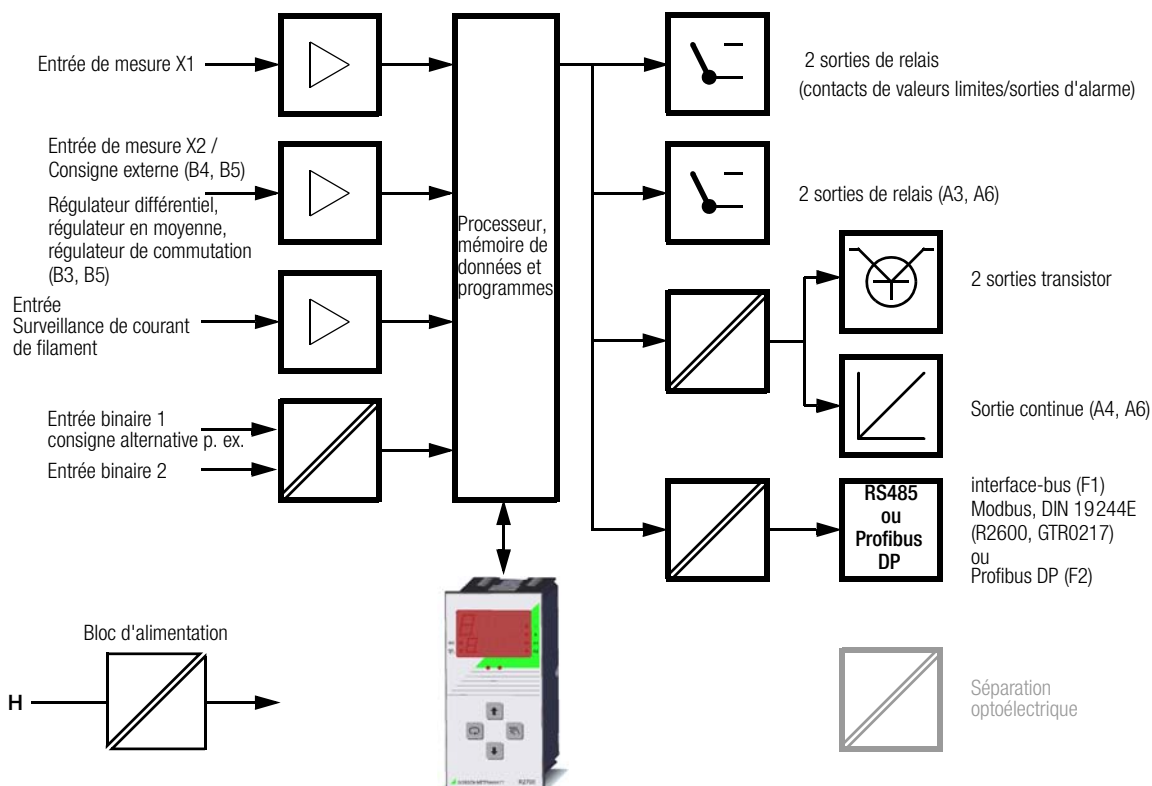 Entrée de mesure X1
Entrée de mesure X2 /
Consigne externe (B4, B5)
Régulateur différentiel,
régulateur en moyenne,
régulateur de commutation
(B3, B5)
Entrée
Surveillance de courant
de filament
Entrée binaire 1
consigne alternative p. ex.
Entrée binaire 2
Processeur,
mémoire de
données et
programmes
2 sorties de relais
(contacts de valeurs limites/sorties d'alarme)
2 sorties de relais (A3, A6)
2 sorties transistor
Sortie continue (A4, A6)
RS485
ou
Profibus
DP
interface-bus (F1)
Modbus, DIN 19244E
(R2600, GTR0217)
ou
Profibus DP (F2)
Bloc d'alimentation
H
Séparation
optoélectrique